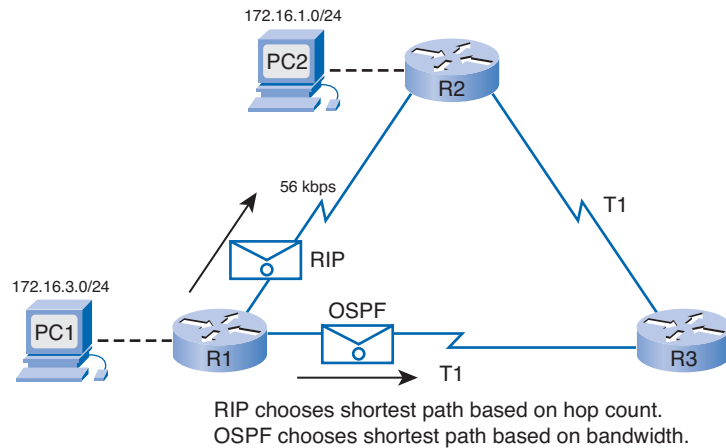 172.16.1.0/24
PC2
R2
56 kbps
T1
RIP
172.16.3.0/24
OSPF
PC1
R1
T1
R3
RIP chooses shortest path based on hop count.
OSPF chooses shortest path based on bandwidth.